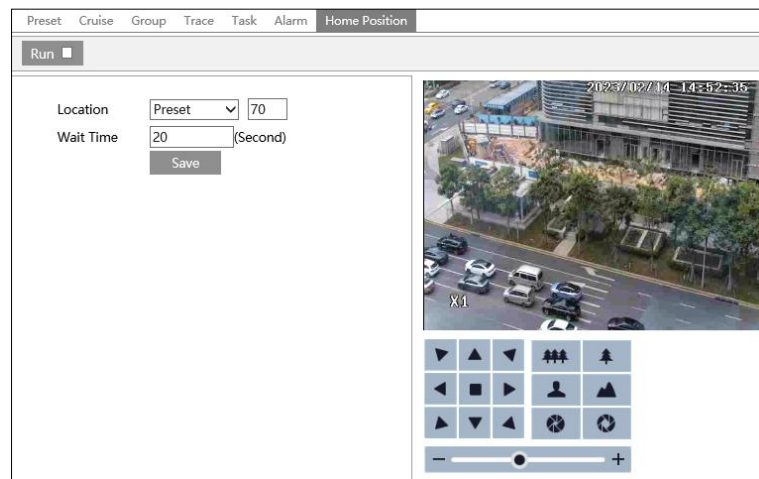 Preset Cruise Group Trace Task Alarm Home Position
Run
Location Preset 70
Wait Time 20 (Second)
Save
2023/02/14 14:52:35
X1